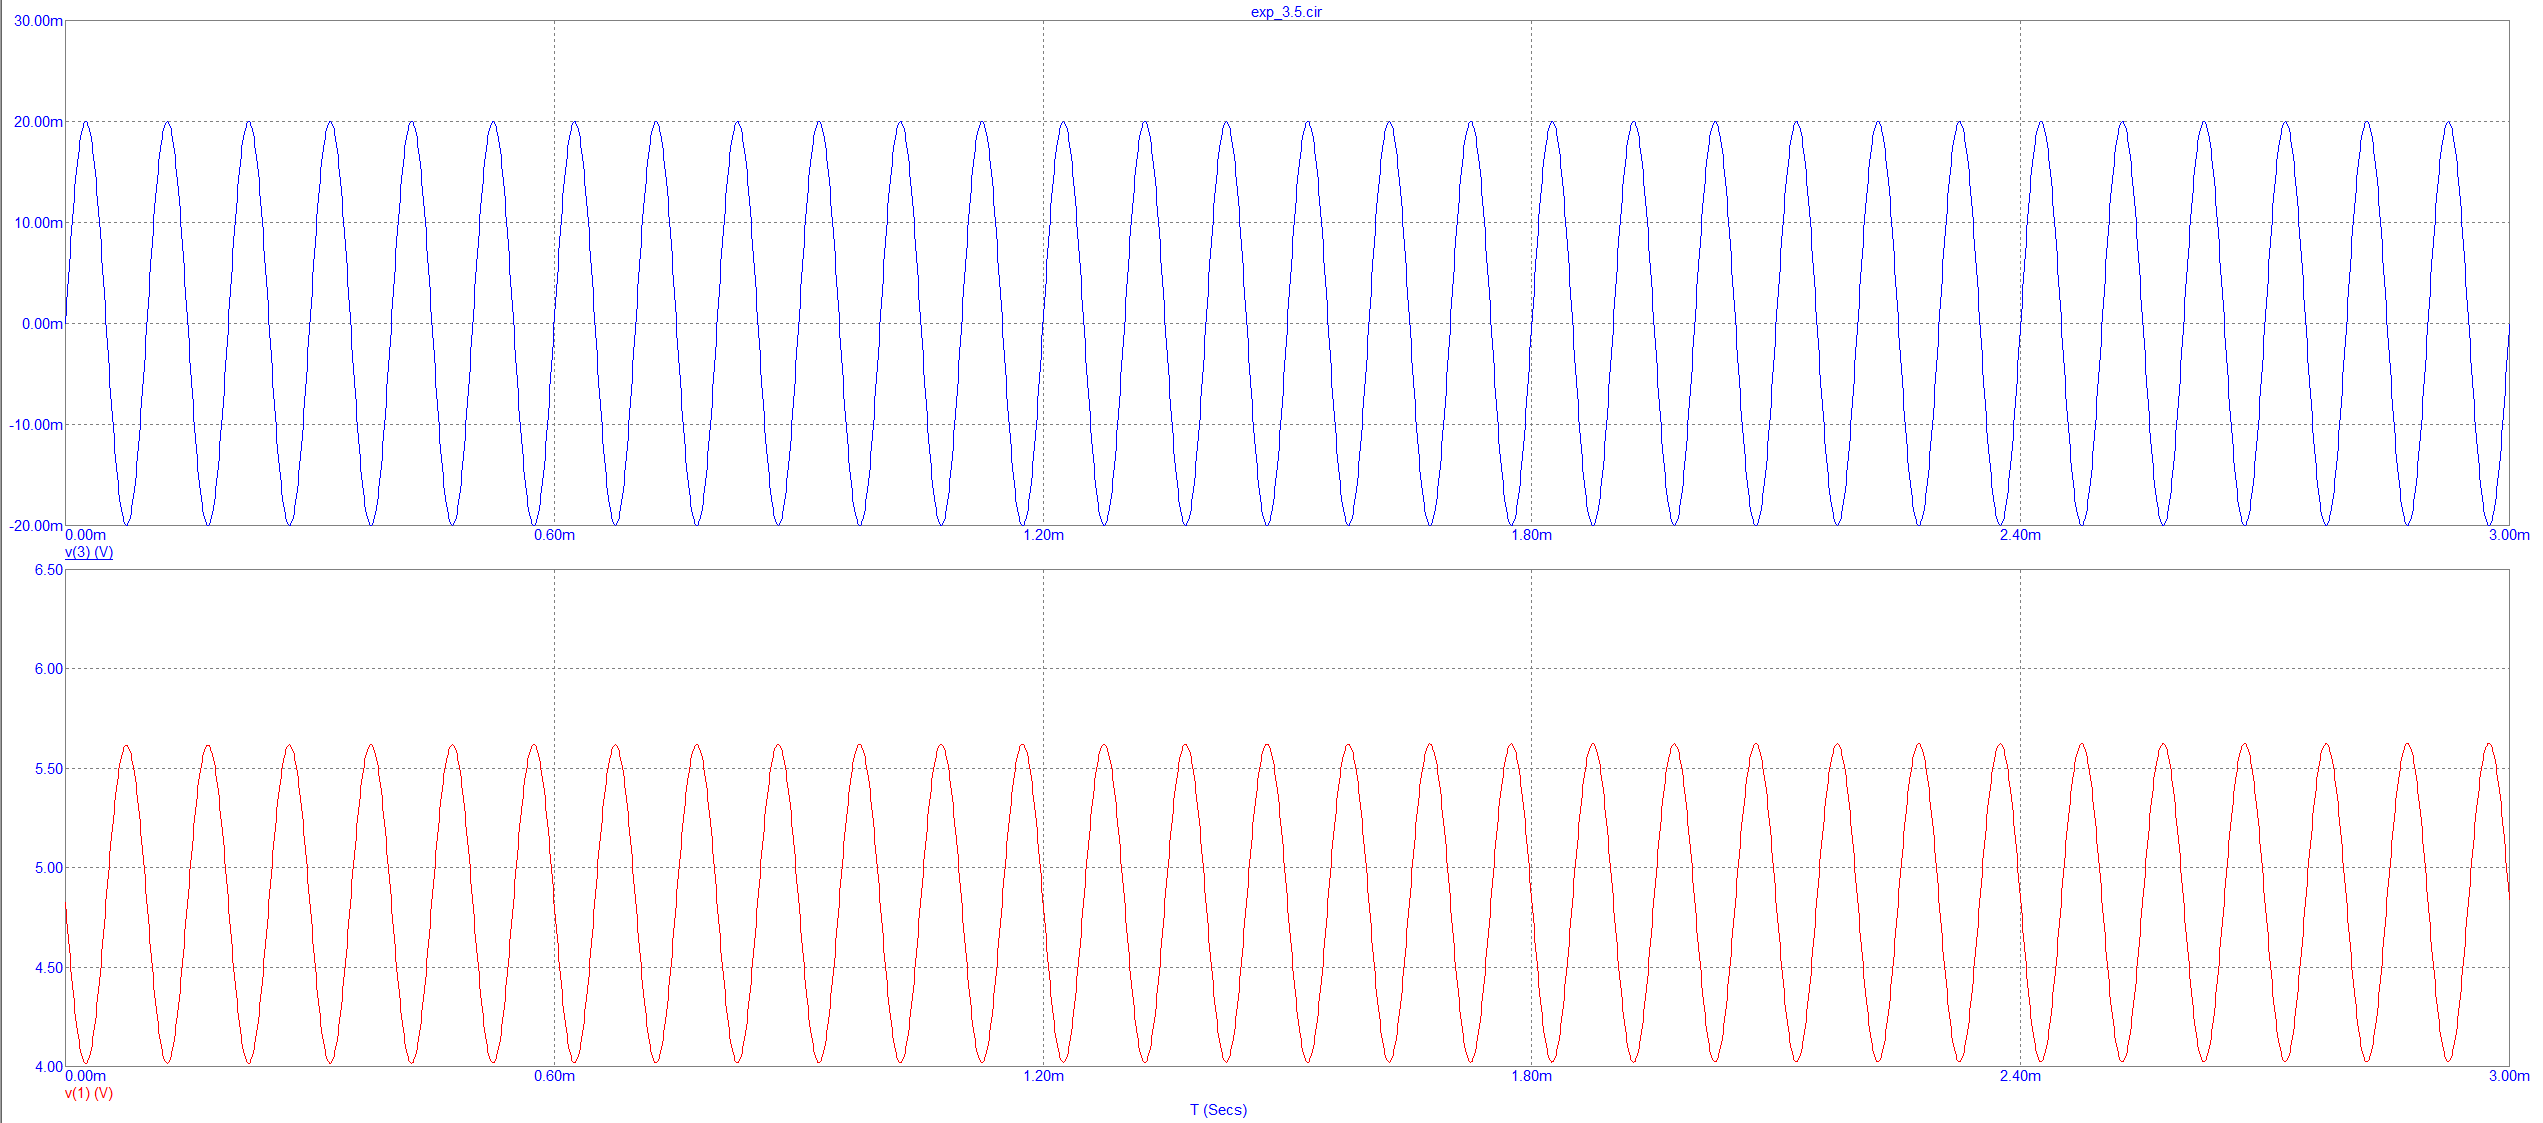 exp_3.5.cir
30.00m
20.00m
10.00m
0.00m
-10.00m
-20.00m
0.00m 0.60m 1.20m 1.80m 2.40m 3.00m
v(3) (V)
6.50
6.00
5.50
5.00
4.50
4.00
0.00m 0.60m 1.20m 1.80m 2.40m 3.00m
v(1) (V)
T (Secs)